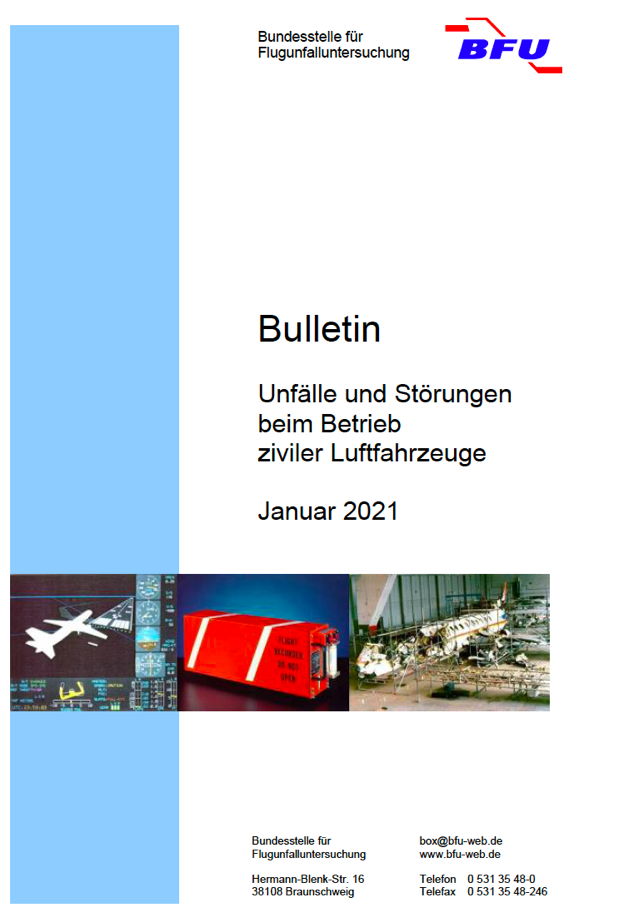 Bundesstelle für
Flugunfalluntersuchung
BFU
Bulletin
Unfälle und Störungen
beim Betrieb
ziviler Luftfahrzeuge
Januar 2021
FLIGHT
RECORDER
DO NOT
OPEN
Bundesstelle für
Flugunfalluntersuchung
Hermann-Blenk-Str. 16
38108 Braunschweig
box@bfu-web.de
www.bfu-web.de
Telefon 0 531 35 48-0
Telefax 0 531 35 48-246